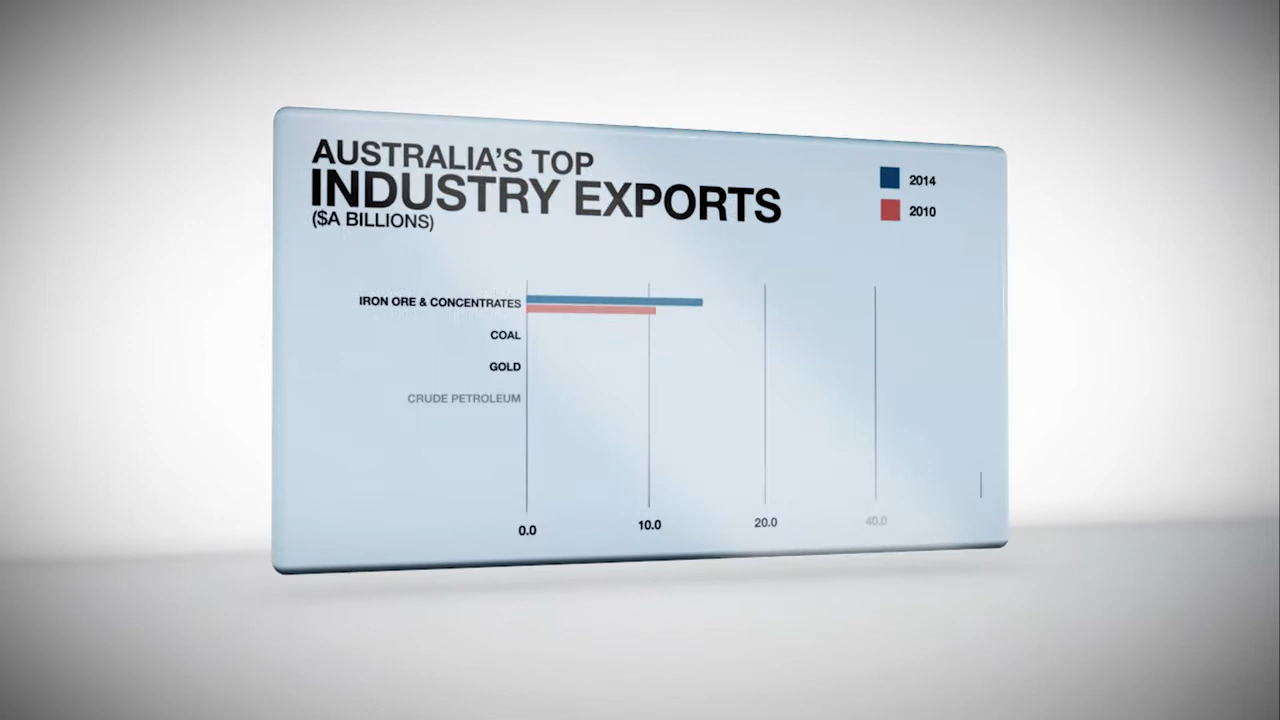 AUSTRALIA'S TOP
INDUSTRY EXPORTS
($A BILLIONS)
2014
2010
IRON ORE & CONCENTRATES
COAL
GOLD
CRUDE PETROLEUM
0.0 10.0 20.0 40.0